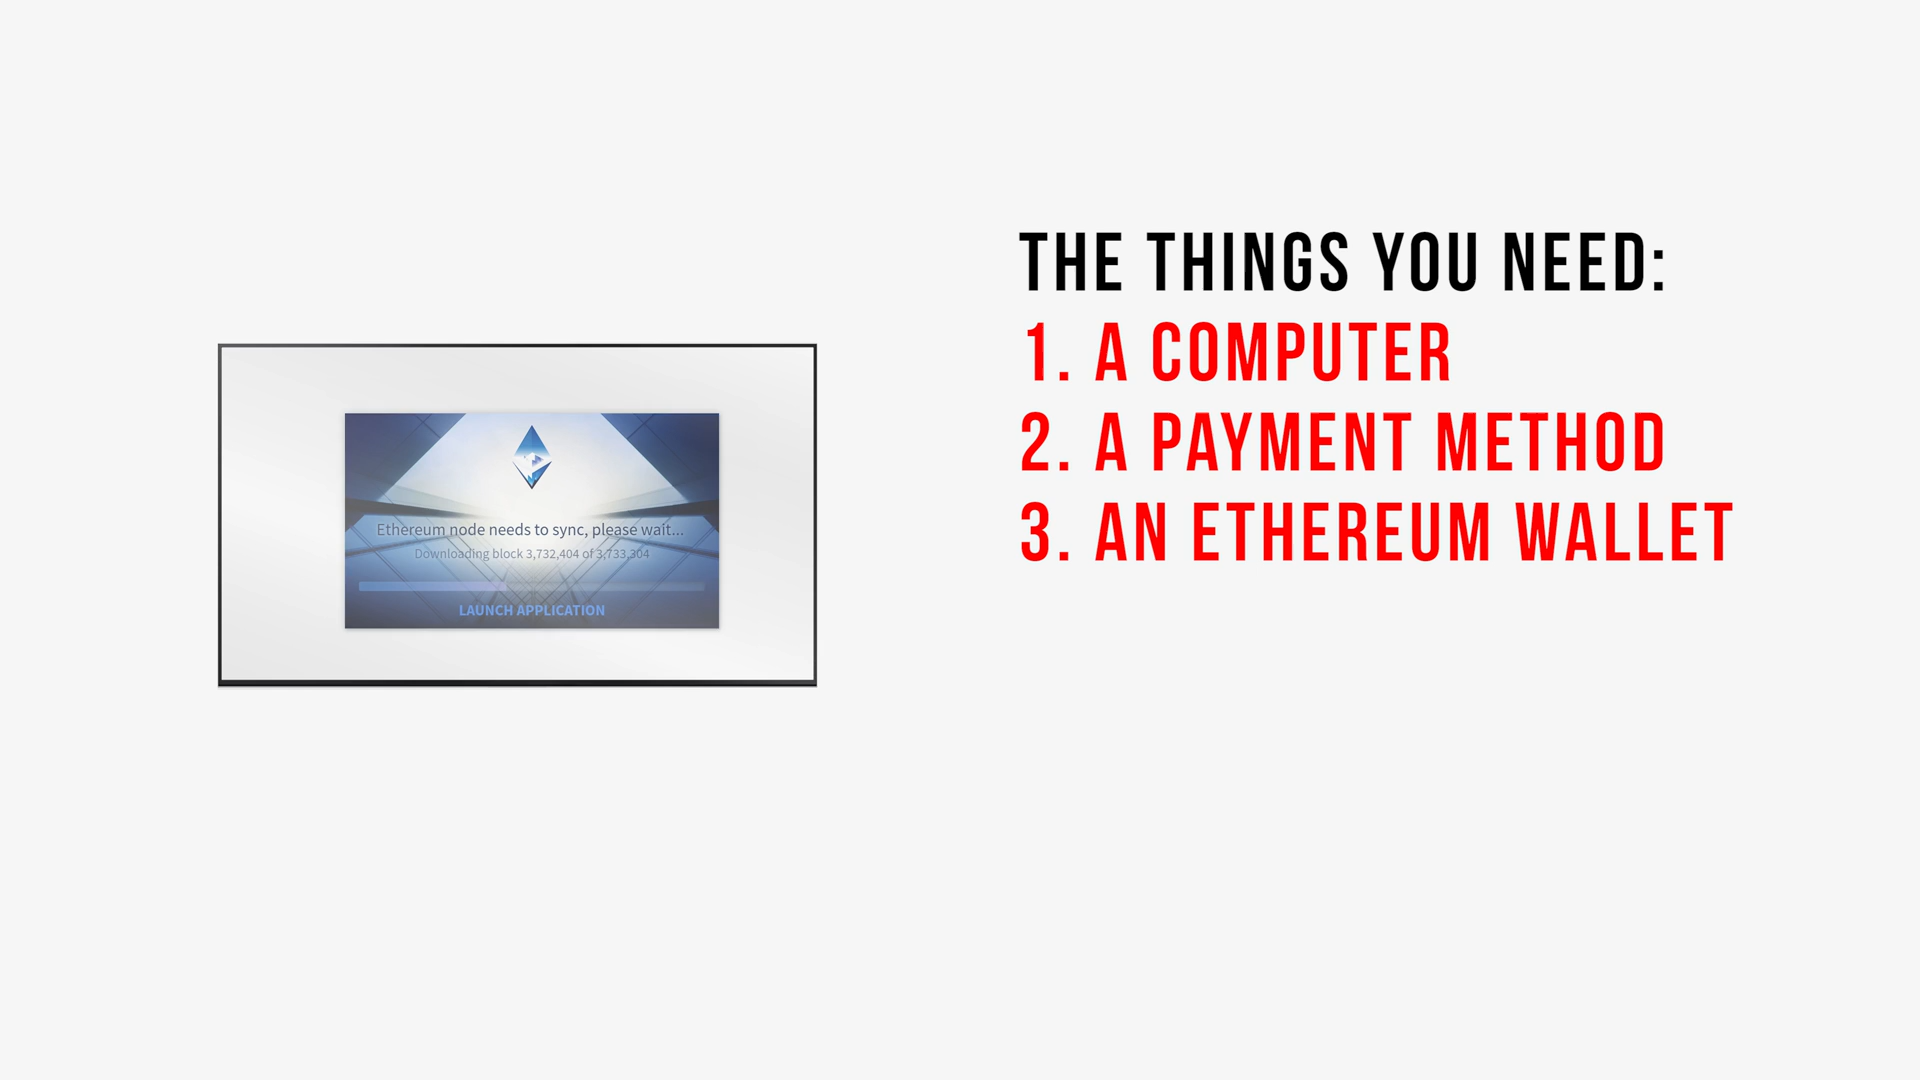 THE THINGS YOU NEED:
1. A COMPUTER
2. A PAYMENT METHOD
3. AN ETHEREUM WALLET
Ethereum node needs to sync, please wait...
Downloading block 3,732,404 of 3,733,304
LAUNCH APPLICATION